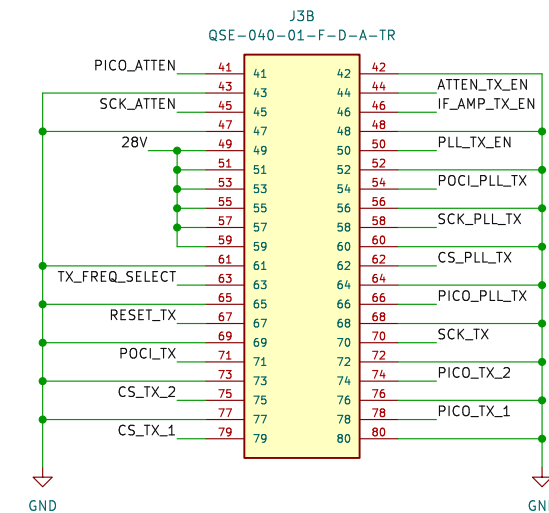 J3B
QSE-040-01-F-D-A-TR
PICO_ATTEN 41 41 42 42
43 43 44 44 ATTEN_TX_EN
SCK_ATTEN 45 45 46 46 IF_AMP_TX_EN
47 47 48 48
28V 49 49 50 50 PLL_TX_EN
51 51 52 52
53 53 54 54 POCI_PLL_TX
55 55 56 56
57 57 58 58 SCK_PLL_TX
59 59 60 60
61 61 62 62 CS_PLL_TX
TX_FREQ_SELECT 63 63 64 64
65 65 66 66 PICO_PLL_TX
RESET_TX 67 67 68 68
69 69 70 70 SCK_TX
POCI_TX 71 71 72 72
73 73 74 74 PICO_TX_2
CS_TX_2 75 75 76 76
77 77 78 78 PICO_TX_1
CS_TX_1 79 79 80 80
GND GN